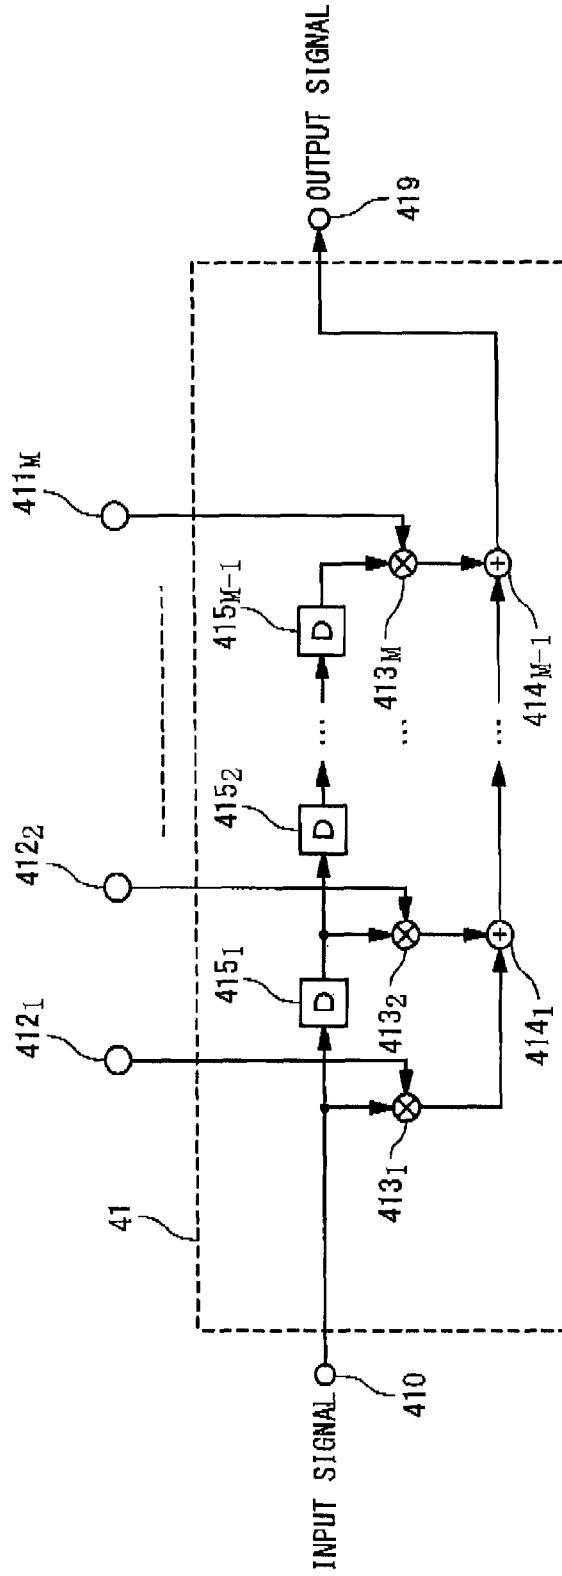 412₁
412₂
411M
41
415₁
415₂
415M-1
D
D
D
INPUT SIGNAL
410
OUTPUT SIGNAL
419
413₁
413₂
...
...
...
413M
414₁
+
+
414M-1